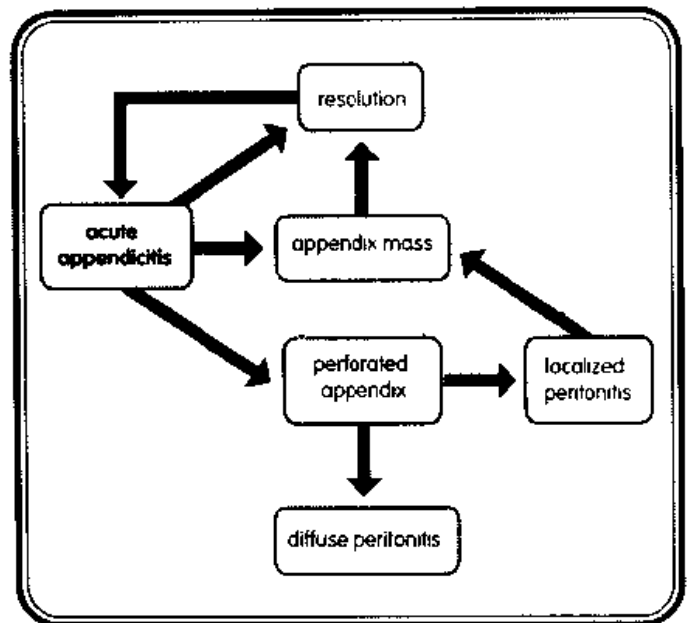 resolution
acute
appendicitis
appendix mass
perforated
appendix
localized
peritonitis
diffuse peritonitis